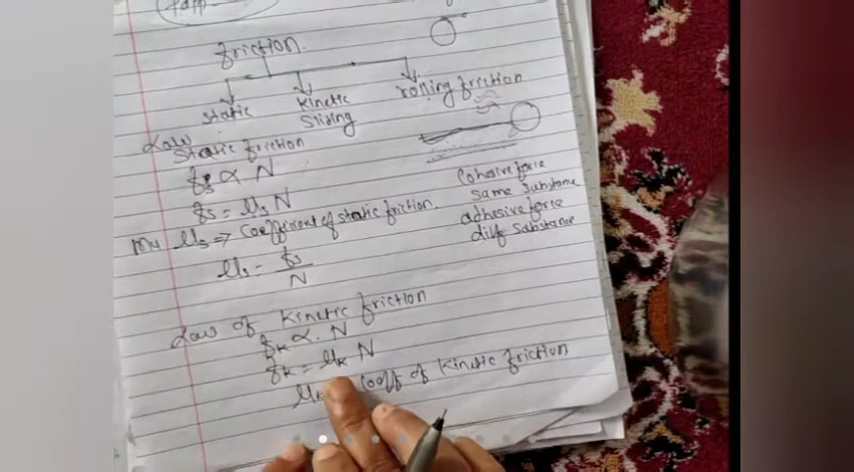 friction.
static
Kinetic
Sliding
rolling friction
Law
Static friction
fs ∝ N
fs = μs N
mu μs => Coefficient of static friction.
μs = fs/N
Cohesive force
same substance
adhesive force
diff substance
Law of Kinetic friction
fk ∝ N
fk = μk N
μk coeff of Kinetic friction